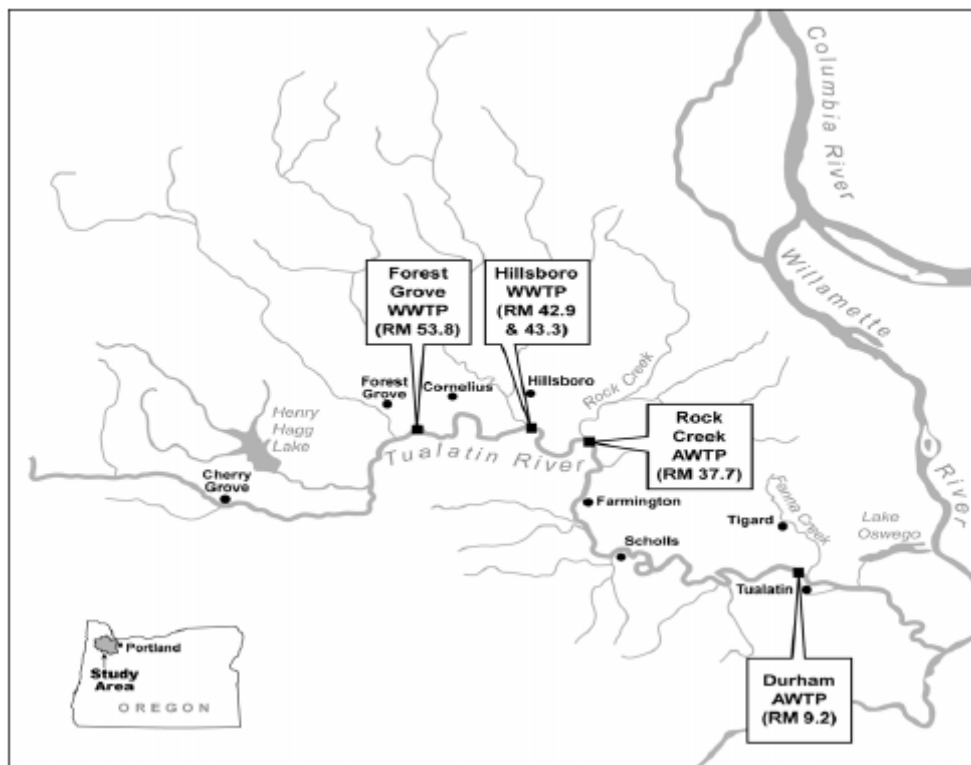 Columbia River
Willamette
River
Forest
Grove
WWTP
(RM 53.8)
Hillsboro
WWTP
(RM 42.9
& 43.3)
Forest
Grove
Cornelius
Hillsboro
Rock Creek
Henry
Hagg
Lake
Tualatin River
Rock
Creek
AWTP
(RM 37.7)
Cherry
Grove
Farmington
Tigard
Fanna Creek
Scholls
Lake
Oswego
Tualatin
Durham
AWTP
(RM 9.2)
Portland
Study
Area
OREGON